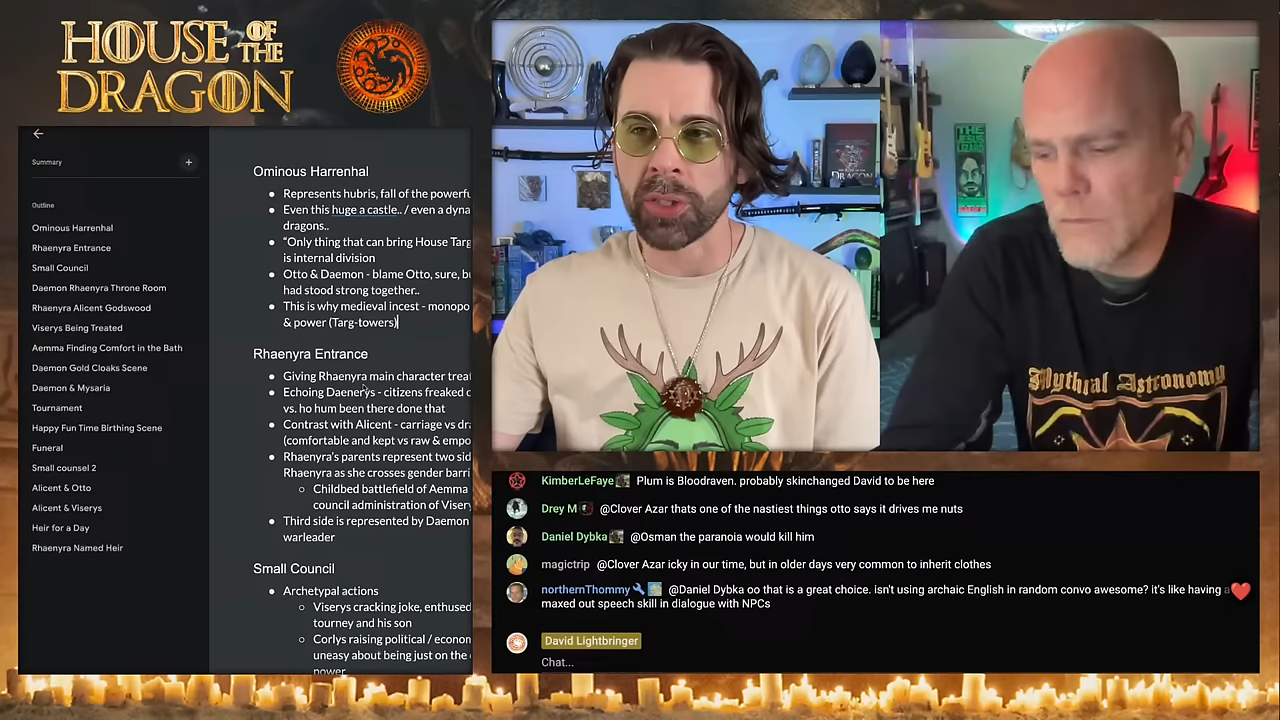 HOUSE OF THE DRAGON
Summary
+
Outline
Ominous Harrenhal
Rhaenyra Entrance
Small Council
Daemon Rhaenyra Throne Room
Rhaenyra Alicent Godswood
Viserys Being Treated
Aemma Finding Comfort in the Bath
Daemon Gold Cloaks Scene
Daemon & Mysaria
Tournament
Happy Fun Time Birthing Scene
Funeral
Small counsel 2
Alicent & Otto
Alicent & Viserys
Heir for a Day
Rhaenyra Named Heir
Ominous Harrenhal
Represents hubris, fall of the powerfu
Even this huge a castle.. / even a dyna
dragons..
"Only thing that can bring House Targ
is internal division
Otto & Daemon - blame Otto, sure, bu
had stood strong together..
This is why medieval incest - monopo
& power (Targ-towers)
Rhaenyra Entrance
Giving Rhaenyra main character trea
Echoing Daenerys - citizens freaked o
vs. ho hum been there done that
Contrast with Alicent - carriage vs dra
(comfortable and kept vs raw & empo
Rhaenyra's parents represent two sid
Rhaenyra as she crosses gender barri
Childbed battlefield of Aemma
council administration of Visery
Third side is represented by Daemon
warleader
Small Council
Archetypal actions
Viserys cracking joke, enthused
tourney and his son
Corlys raising political / econom
uneasy about being just on the
power
THE JESUS LIZARD
DRAGON
Mythical Astronomy
KimberLeFaye Plum is Bloodraven. probably skinchanged David to be here
Drey M @Clover Azar thats one of the nastiest things otto says it drives me nuts
Daniel Dybka @Osman the paranoia would kill him
magictrip @Clover Azar icky in our time, but in older days very common to inherit clothes
northernThommy @Daniel Dybka oo that is a great choice. isn't using archaic English in random convo awesome? it's like having a
maxed out speech skill in dialogue with NPCs
David Lightbringer
Chat...